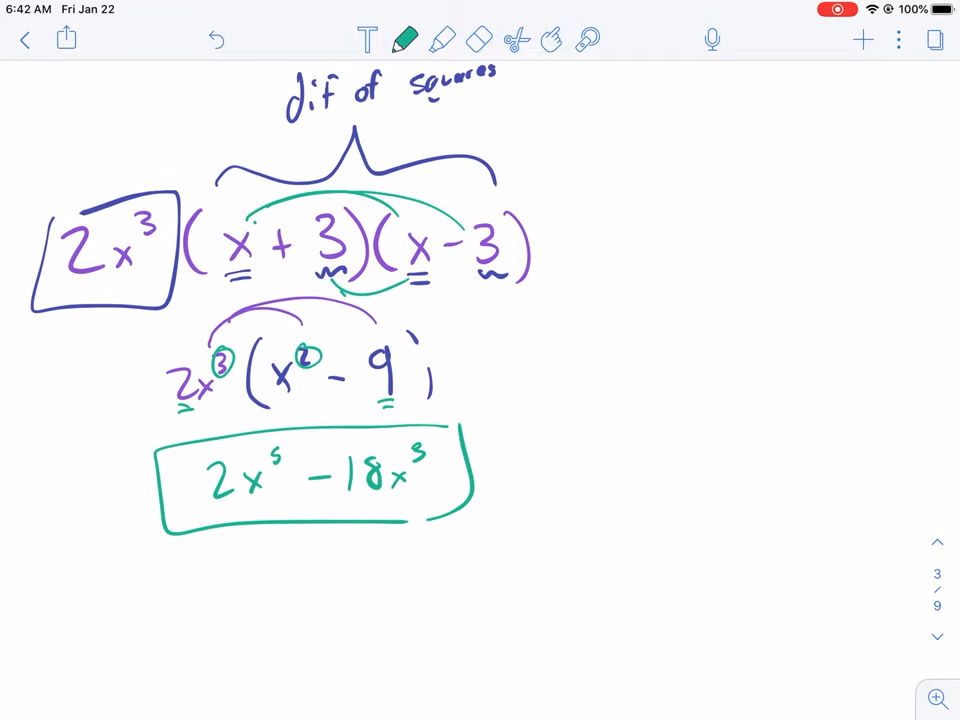 6:42 AM Fri Jan 22
100%
T
dif of squares
2x³(x + 3)(x - 3)
2x³(x² - 9)
2x⁵ - 18x³
3
/
9